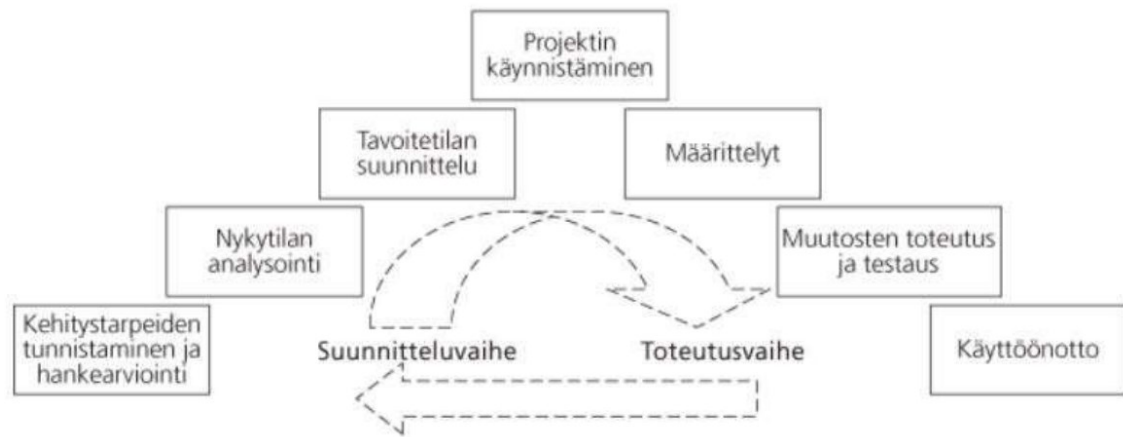 Projektin
käynnistäminen
Tavoitetilan
suunnittelu
Määrittelyt
Nykytilan
analysointi
Muutosten toteutus
ja testaus
Kehitystarpeiden
tunnistaminen ja
hankearviointi
Suunnitteluvaihe
Toteutusvaihe
Käyttöönotto